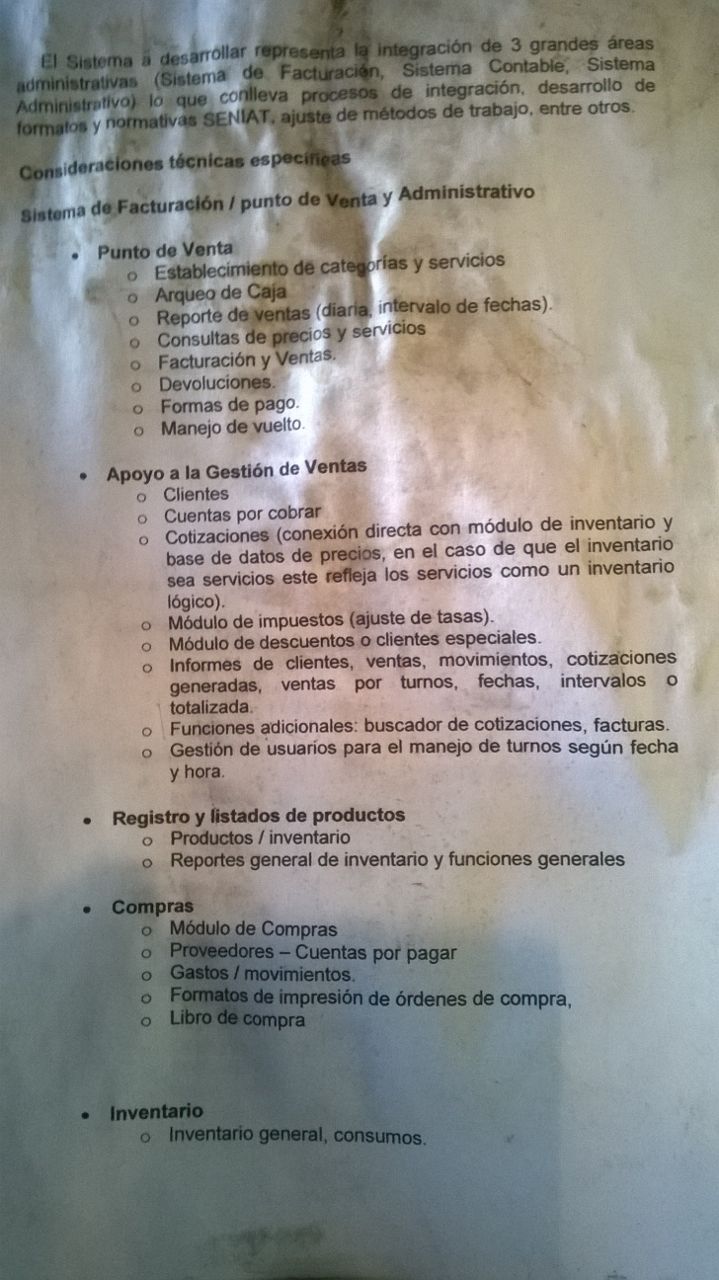 El Sistema a desarrollar representa la integración de 3 grandes áreas
administrativas (Sistema de Facturación, Sistema Contable, Sistema
Administrativo) lo que conlleva procesos de integración, desarrollo de
formatos y normativas SENIAT, ajuste de métodos de trabajo, entre otros.
Consideraciones técnicas específicas
Sistema de Facturación / punto de Venta y Administrativo
• Punto de Venta
o Establecimiento de categorías y servicios
o Arqueo de Caja
o Reporte de ventas (diaria, intervalo de fechas).
o Consultas de precios y servicios
o Facturación y Ventas.
o Devoluciones.
o Formas de pago.
o Manejo de vuelto.
• Apoyo a la Gestión de Ventas
o Clientes
o Cuentas por cobrar
o Cotizaciones (conexión directa con módulo de inventario y
base de datos de precios, en el caso de que el inventario
sea servicios este refleja los servicios como un inventario
lógico).
o Módulo de impuestos (ajuste de tasas).
o Módulo de descuentos o clientes especiales.
o Informes de clientes, ventas, movimientos, cotizaciones
generadas, ventas por turnos, fechas, intervalos o
totalizada.
o Funciones adicionales: buscador de cotizaciones, facturas.
o Gestión de usuarios para el manejo de turnos según fecha
y hora.
• Registro y listados de productos
o Productos / inventario
o Reportes general de inventario y funciones generales
• Compras
o Módulo de Compras
o Proveedores – Cuentas por pagar
o Gastos / movimientos.
o Formatos de impresión de órdenes de compra,
o Libro de compra
• Inventario
o Inventario general, consumos.